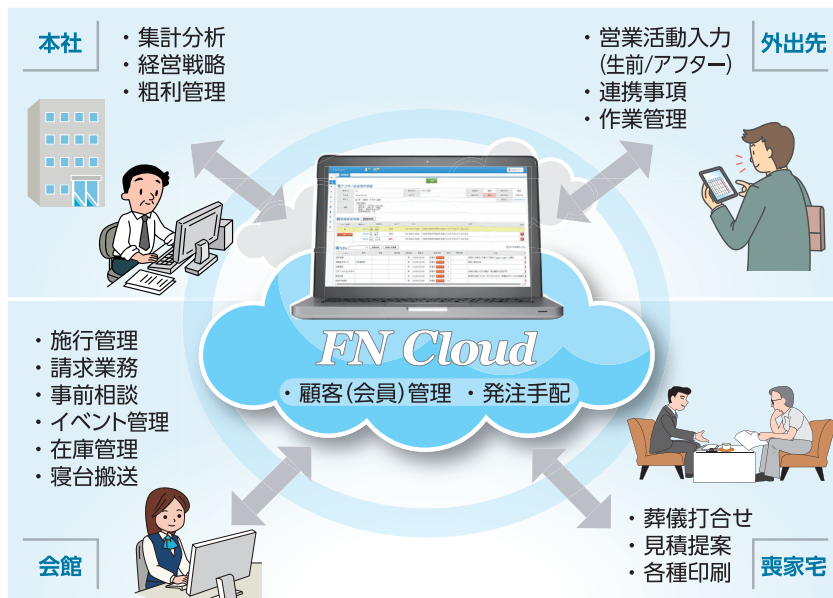 本社
・集計分析
・経営戦略
・粗利管理
・営業活動入力
(生前/アフター)
・連携事項
・作業管理
外出先
FN Cloud
・顧客(会員)管理 ・発注手配
・施行管理
・請求業務
・事前相談
・イベント管理
・在庫管理
・寝台搬送
会館
・葬儀打合せ
・見積提案
・各種印刷
喪家宅